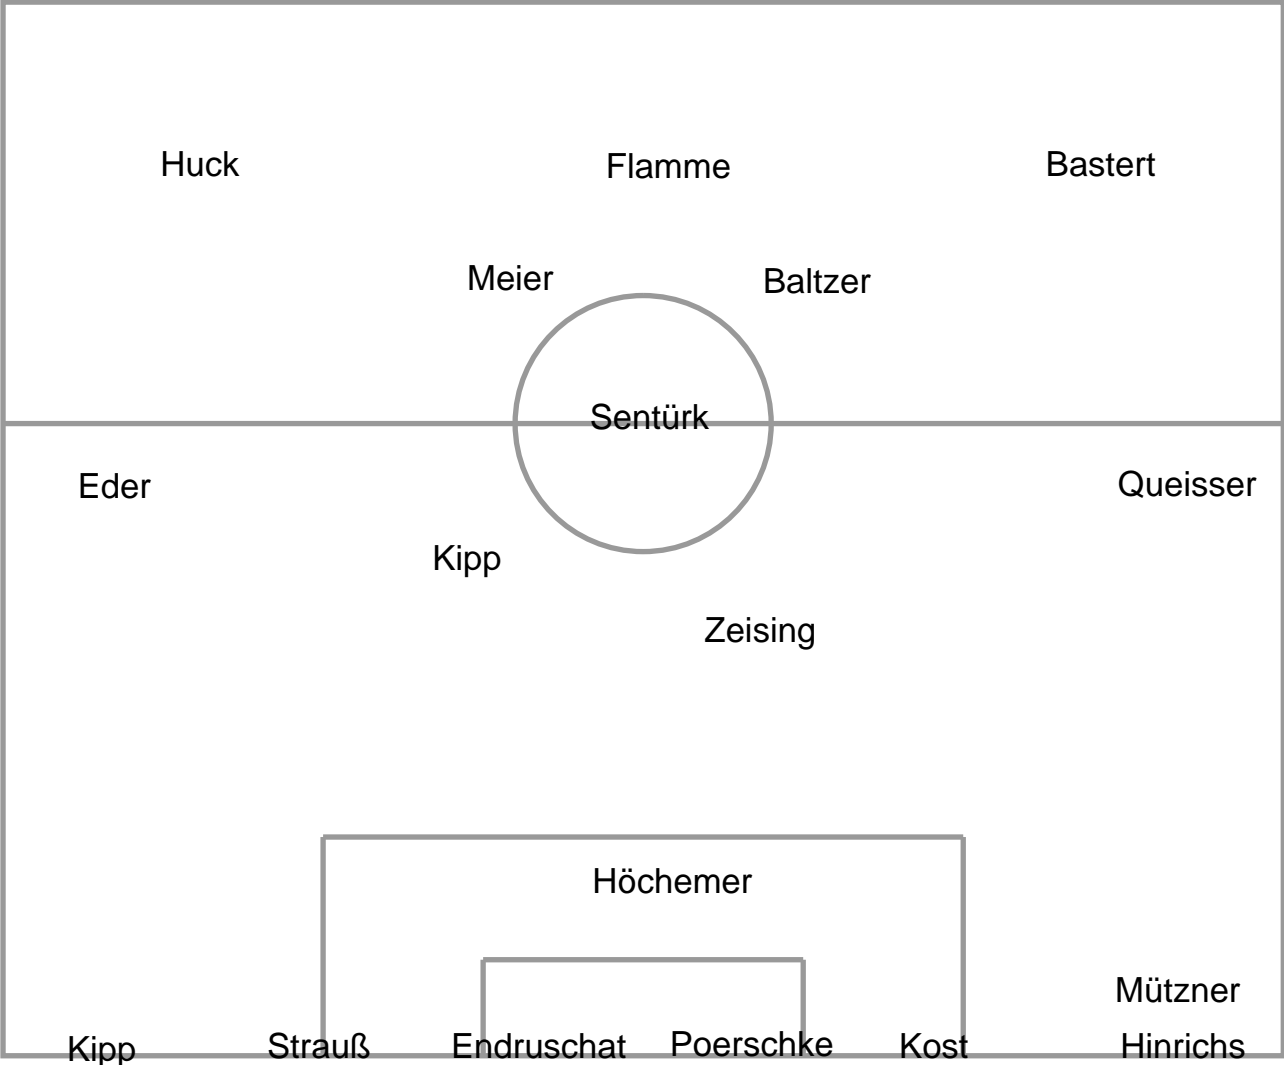 Huck
Flamme
Bastert
Meier
Baltzer
Sentürk
Eder
Queisser
Kipp
Zeising
Höchemer
Mützner
Kipp
Strauß
Endruschat
Poerschke
Kost
Hinrichs